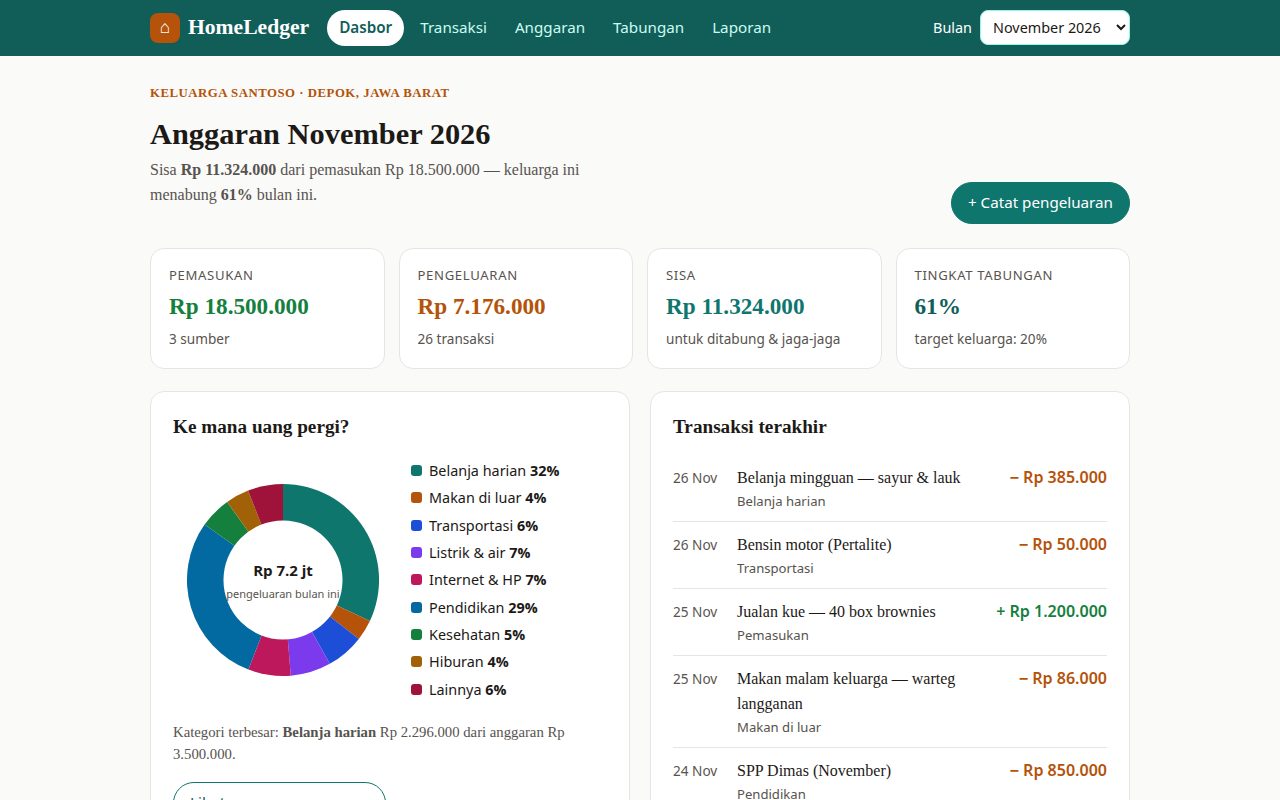 HomeLedger
Dasbor
Transaksi
Anggaran
Tabungan
Laporan
Bulan
November 2026
KELUARGA SANTOSO · DEPOK, JAWA BARAT
Anggaran November 2026
Sisa Rp 11.324.000 dari pemasukan Rp 18.500.000 — keluarga ini
menabung 61% bulan ini.
+ Catat pengeluaran
PEMASUKAN
Rp 18.500.000
3 sumber
PENGELUARAN
Rp 7.176.000
26 transaksi
SISA
Rp 11.324.000
untuk ditabung & jaga-jaga
TINGKAT TABUNGAN
61%
target keluarga: 20%
Ke mana uang pergi?
Rp 7.2 jt
pengeluaran bulan ini
Belanja harian 32%
Makan di luar 4%
Transportasi 6%
Listrik & air 7%
Internet & HP 7%
Pendidikan 29%
Kesehatan 5%
Hiburan 4%
Lainnya 6%
Kategori terbesar: Belanja harian Rp 2.296.000 dari anggaran Rp
3.500.000.
Transaksi terakhir
26 Nov
Belanja mingguan — sayur & lauk
− Rp 385.000
Belanja harian
26 Nov
Bensin motor (Pertalite)
− Rp 50.000
Transportasi
25 Nov
Jualan kue — 40 box brownies
+ Rp 1.200.000
Pemasukan
25 Nov
Makan malam keluarga — warteg
langganan
− Rp 86.000
Makan di luar
24 Nov
SPP Dimas (November)
− Rp 850.000
Pendidikan